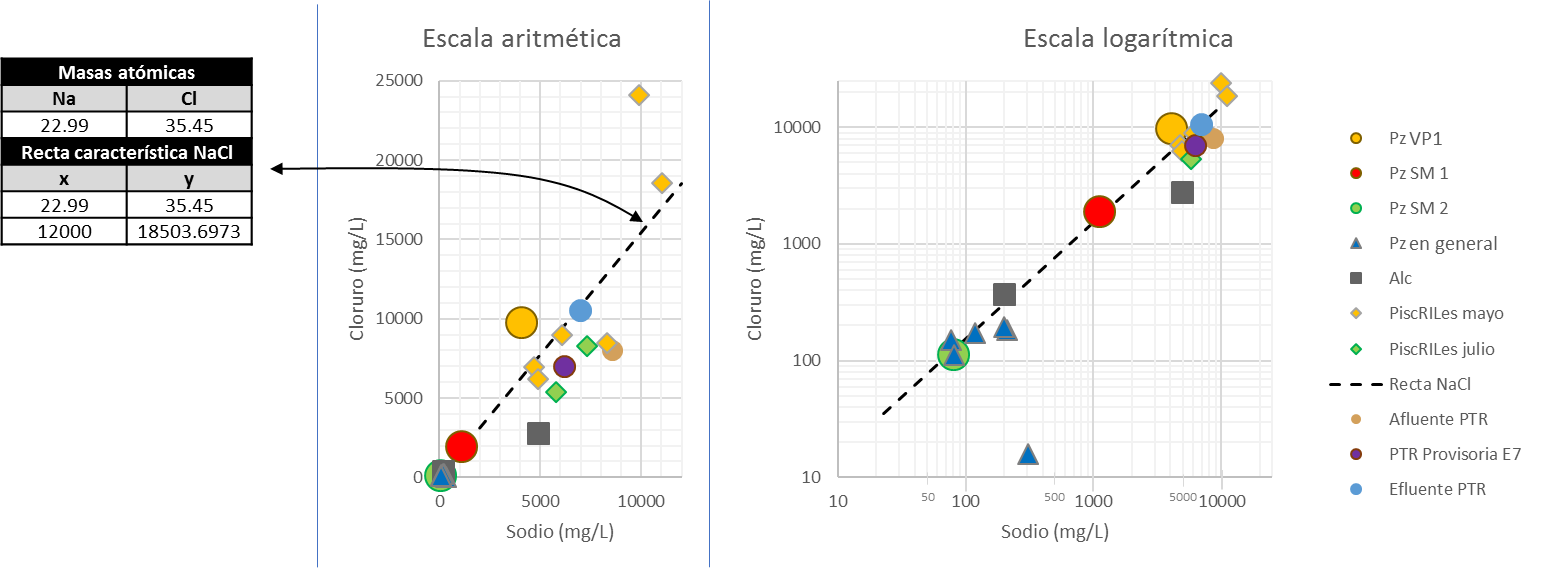 Masas atómicas
Na Cl
22.99 35.45
Recta característica NaCl
x y
22.99 35.45
12000 18503.6973
Escala aritmética
25000
20000
15000
10000
5000
0
Cloruro (mg/L)
0 5000 10000
Sodio (mg/L)
Escala logarítmica
10000
1000
100
10
Cloruro (mg/L)
10 50 100 500 1000 5000 10000
Sodio (mg/L)
Pz VP1
Pz SM 1
Pz SM 2
Pz en general
Alc
PiscRILes mayo
PiscRILes julio
Recta NaCl
Afluente PTR
PTR Provisoria E7
Efluente PTR